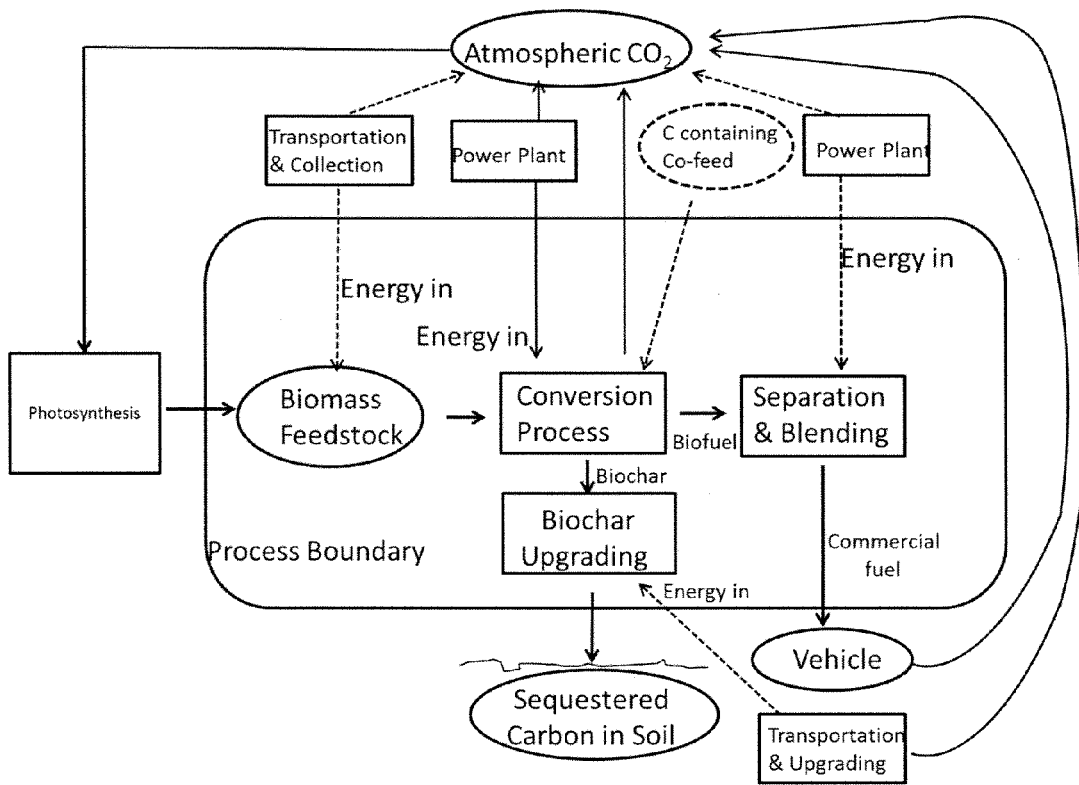 Atmospheric CO2
Transportation
& Collection
Power Plant
C containing
Co-feed
Power Plant
Energy in
Energy in
Energy in
Photosynthesis
Biomass
Feedstock
Conversion
Process
Biofuel
Separation
& Blending
Biochar
Biochar
Upgrading
Process Boundary
Commercial
fuel
Energy in
Vehicle
Sequestered
Carbon in Soil
Transportation
& Upgrading